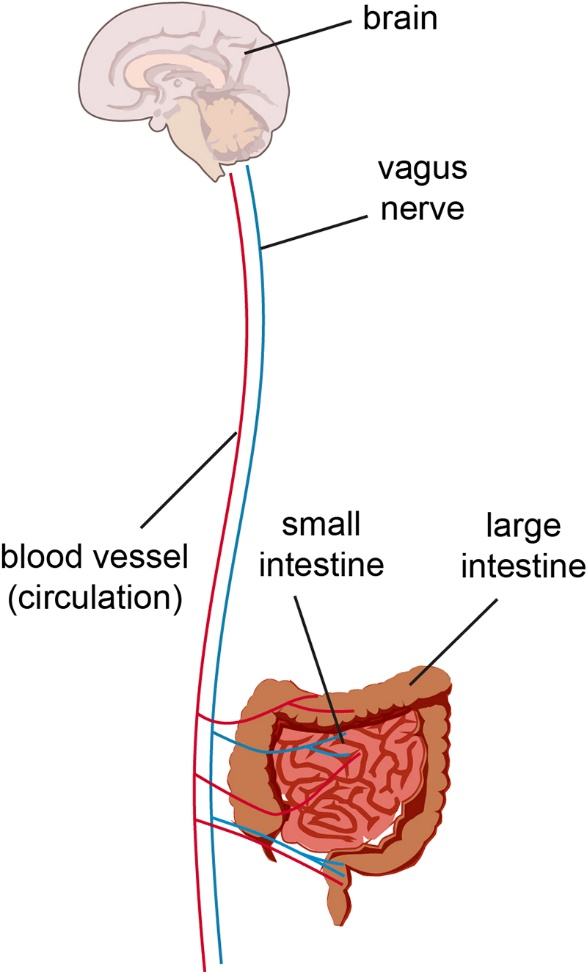 brain
vagus
nerve
blood vessel
(circulation)
small
intestine
large
intestine